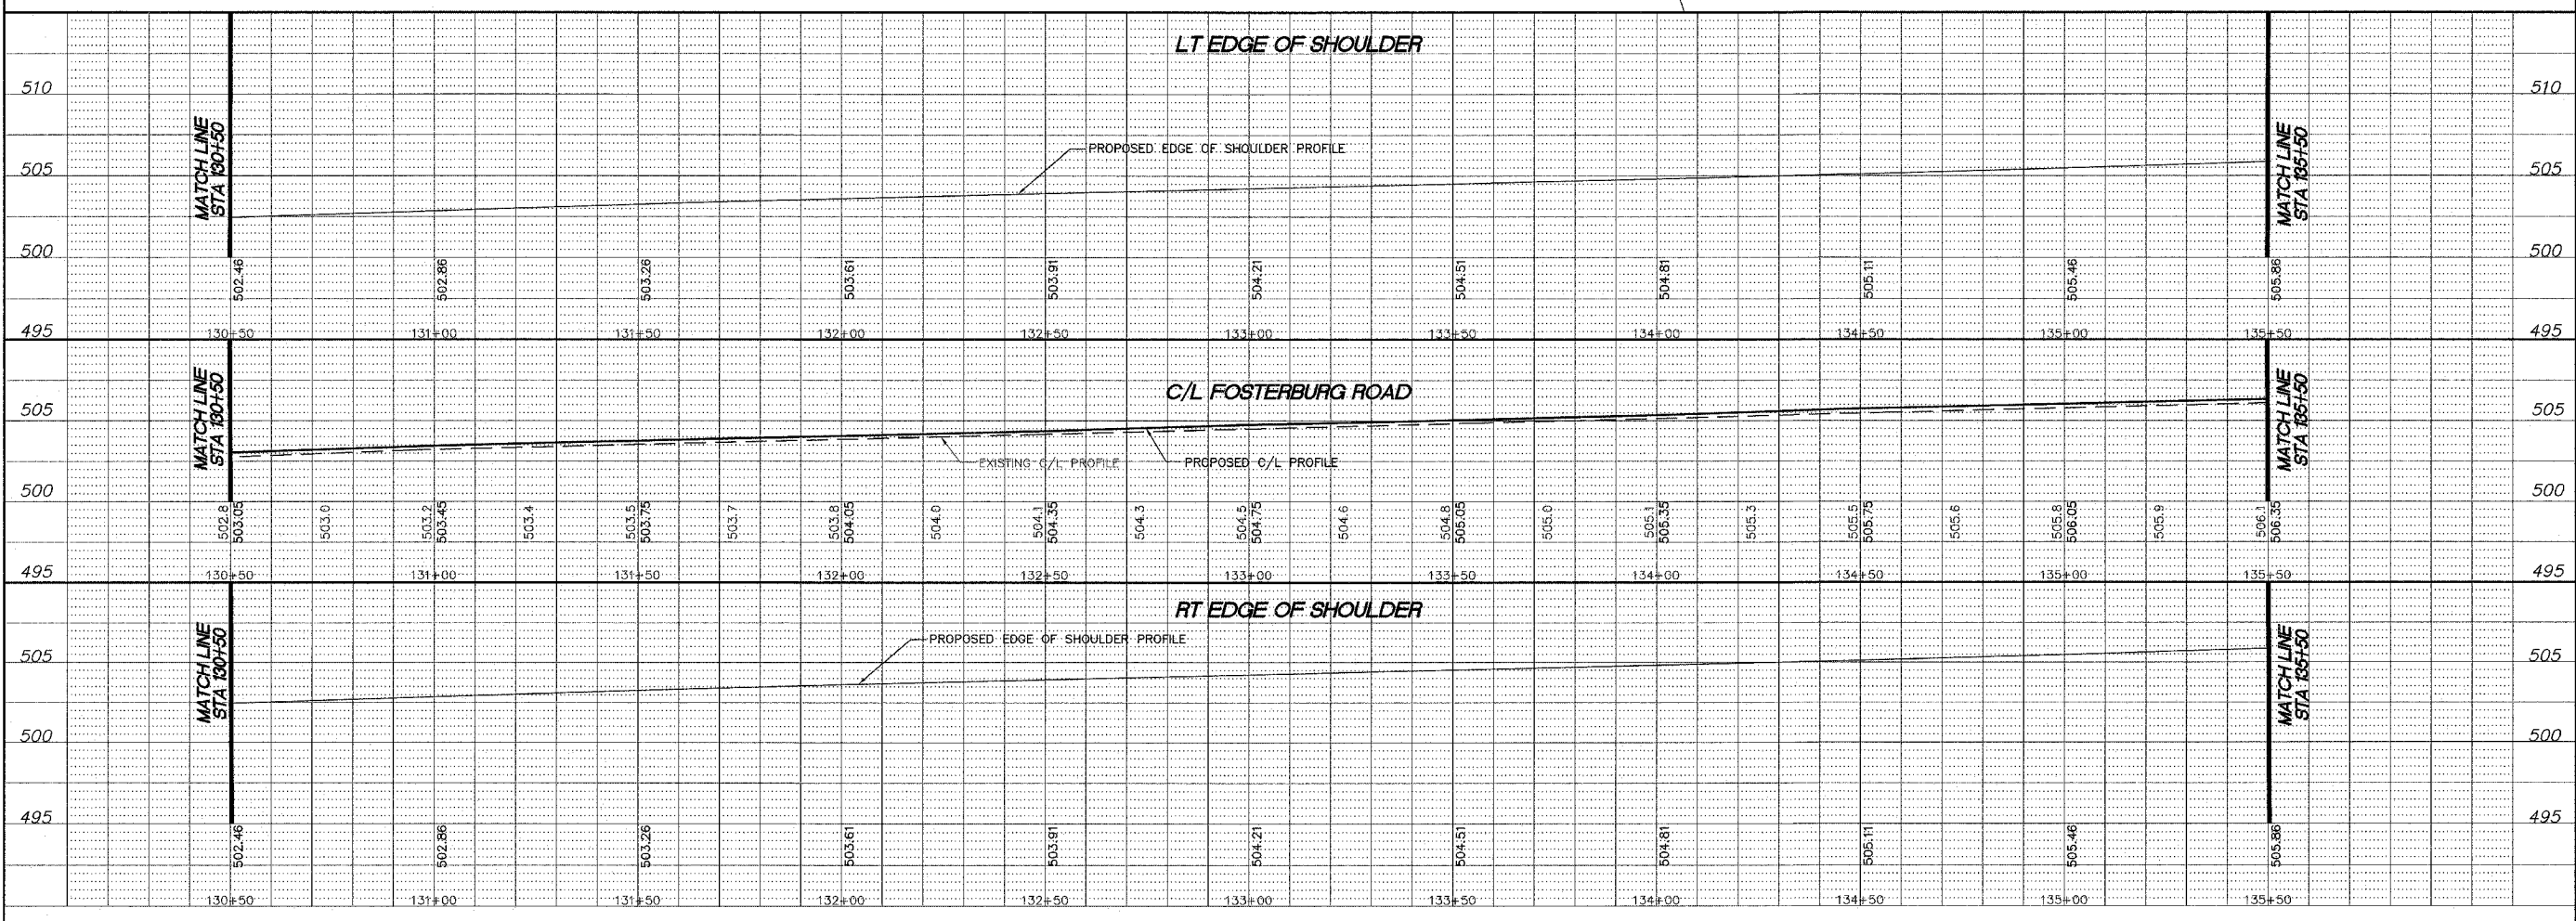 LT EDGE OF SHOULDER
510 510
MATCH LINE
STA 130+50
MATCH LINE
STA 135+50
PROPOSED EDGE OF SHOULDER PROFILE
505 505
500 500
502.46 502.86 503.26 503.61 503.91 504.21 504.51 504.81 505.11 505.46 505.86
495 130+50 131+00 131+50 132+00 132+50 133+00 133+50 134+00 134+50 135+00 135+50 495
MATCH LINE
STA 130+50
MATCH LINE
STA 135+50
C/L FOSTERBURG ROAD
505 505
EXISTING C/L PROFILE PROPOSED C/L PROFILE
500 500
502.8 503.0 503.2 503.4 503.5 503.7 503.8 504.0 504.1 504.3 504.5 504.6 504.8 505.0 505.1 505.3 505.5 505.6 505.8 505.9 506.1
503.05 503.45 503.75 504.05 504.35 504.75 505.05 505.35 505.75 506.05 506.35
495 130+50 131+00 131+50 132+00 132+50 133+00 133+50 134+00 134+50 135+00 135+50 495
RT EDGE OF SHOULDER
MATCH LINE
STA 130+50
MATCH LINE
STA 135+50
PROPOSED EDGE OF SHOULDER PROFILE
505 505
500 500
495 495
502.46 502.86 503.26 503.61 503.91 504.21 504.51 504.81 505.11 505.46 505.86
130+50 131+00 131+50 132+00 132+50 133+00 133+50 134+00 134+50 135+00 135+50